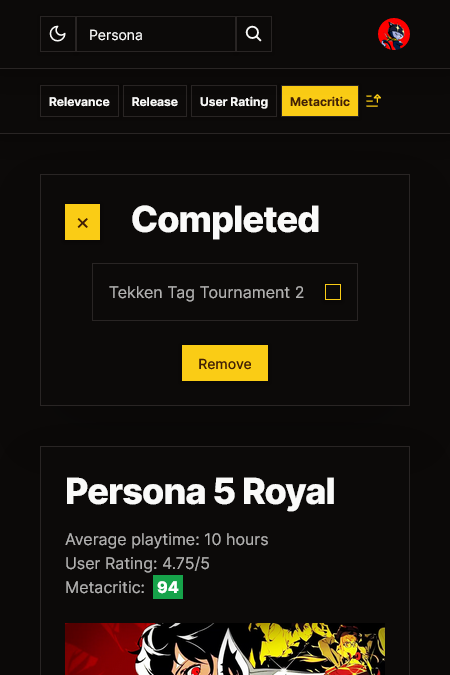 Persona
Relevance Release User Rating Metacritic
Completed
Tekken Tag Tournament 2
Remove
Persona 5 Royal
Average playtime: 10 hours
User Rating: 4.75/5
Metacritic: 94